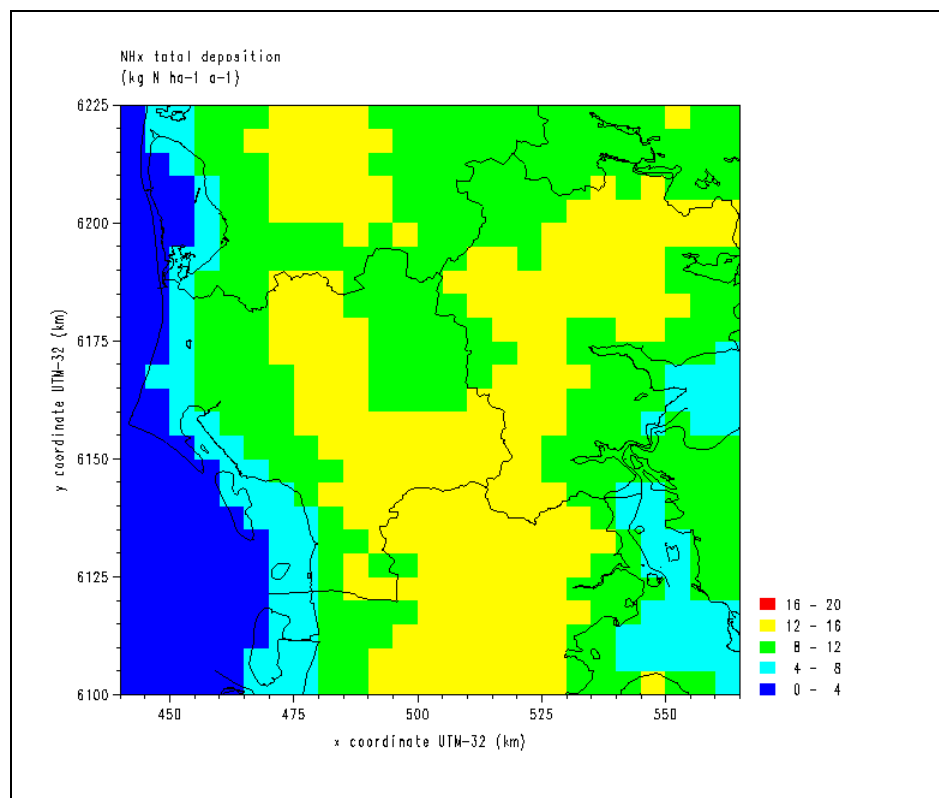 NHx total deposition
(kg N ha-1 a-1)
6225
6200
6175
6150
6125
6100
y coordinate UTM-32 (km)
450
475
500
525
550
x coordinate UTM-32 (km)
16 - 20
12 - 16
8 - 12
4 - 8
0 - 4